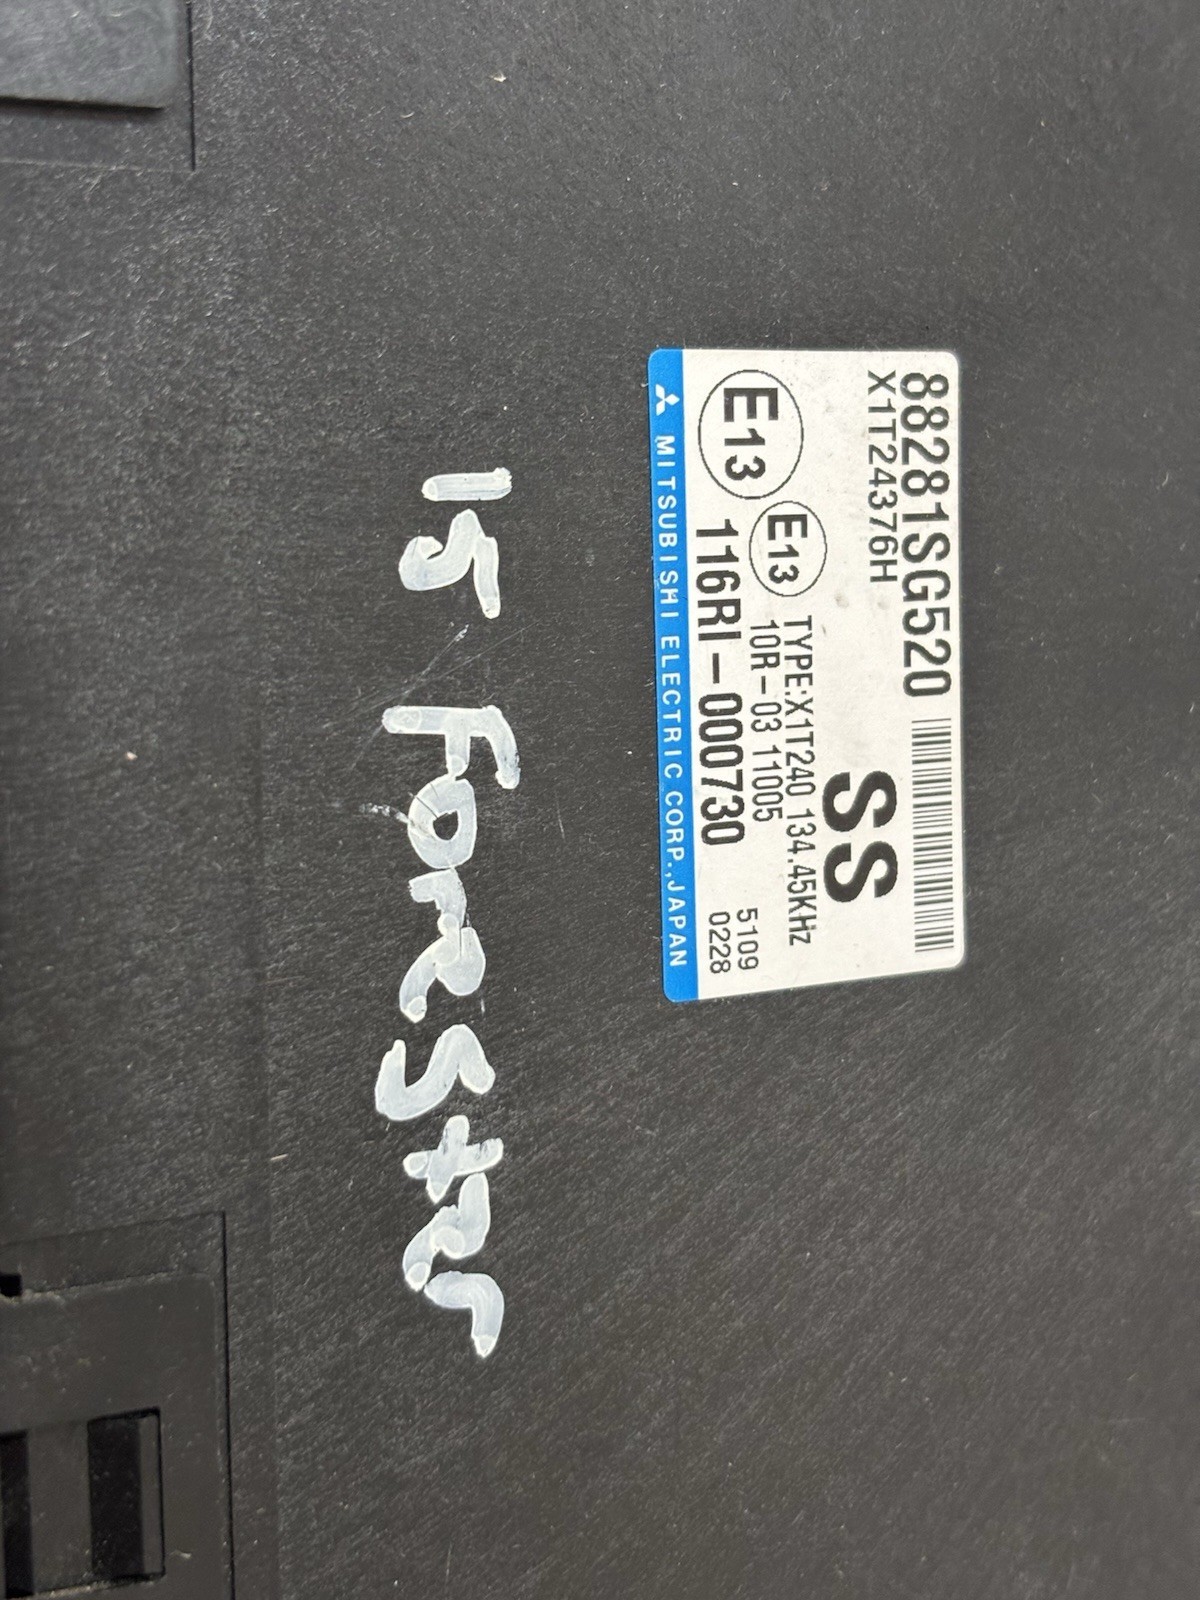 88281SG520
X1T24376H
SS
E13 TYPE:X1T240 134.45KHz
10R-03 11005
E13 116RI-000730
5109
0228
MITSUBISHI ELECTRIC CORP.,JAPAN
15 FORSTR